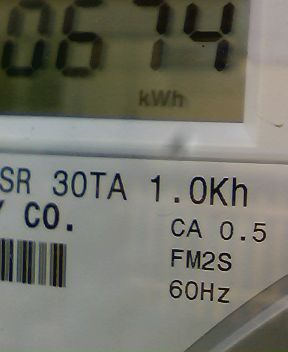 0674
kWh
SR 30TA 1.0Kh
Y CO.
CA 0.5
FM2S
60Hz